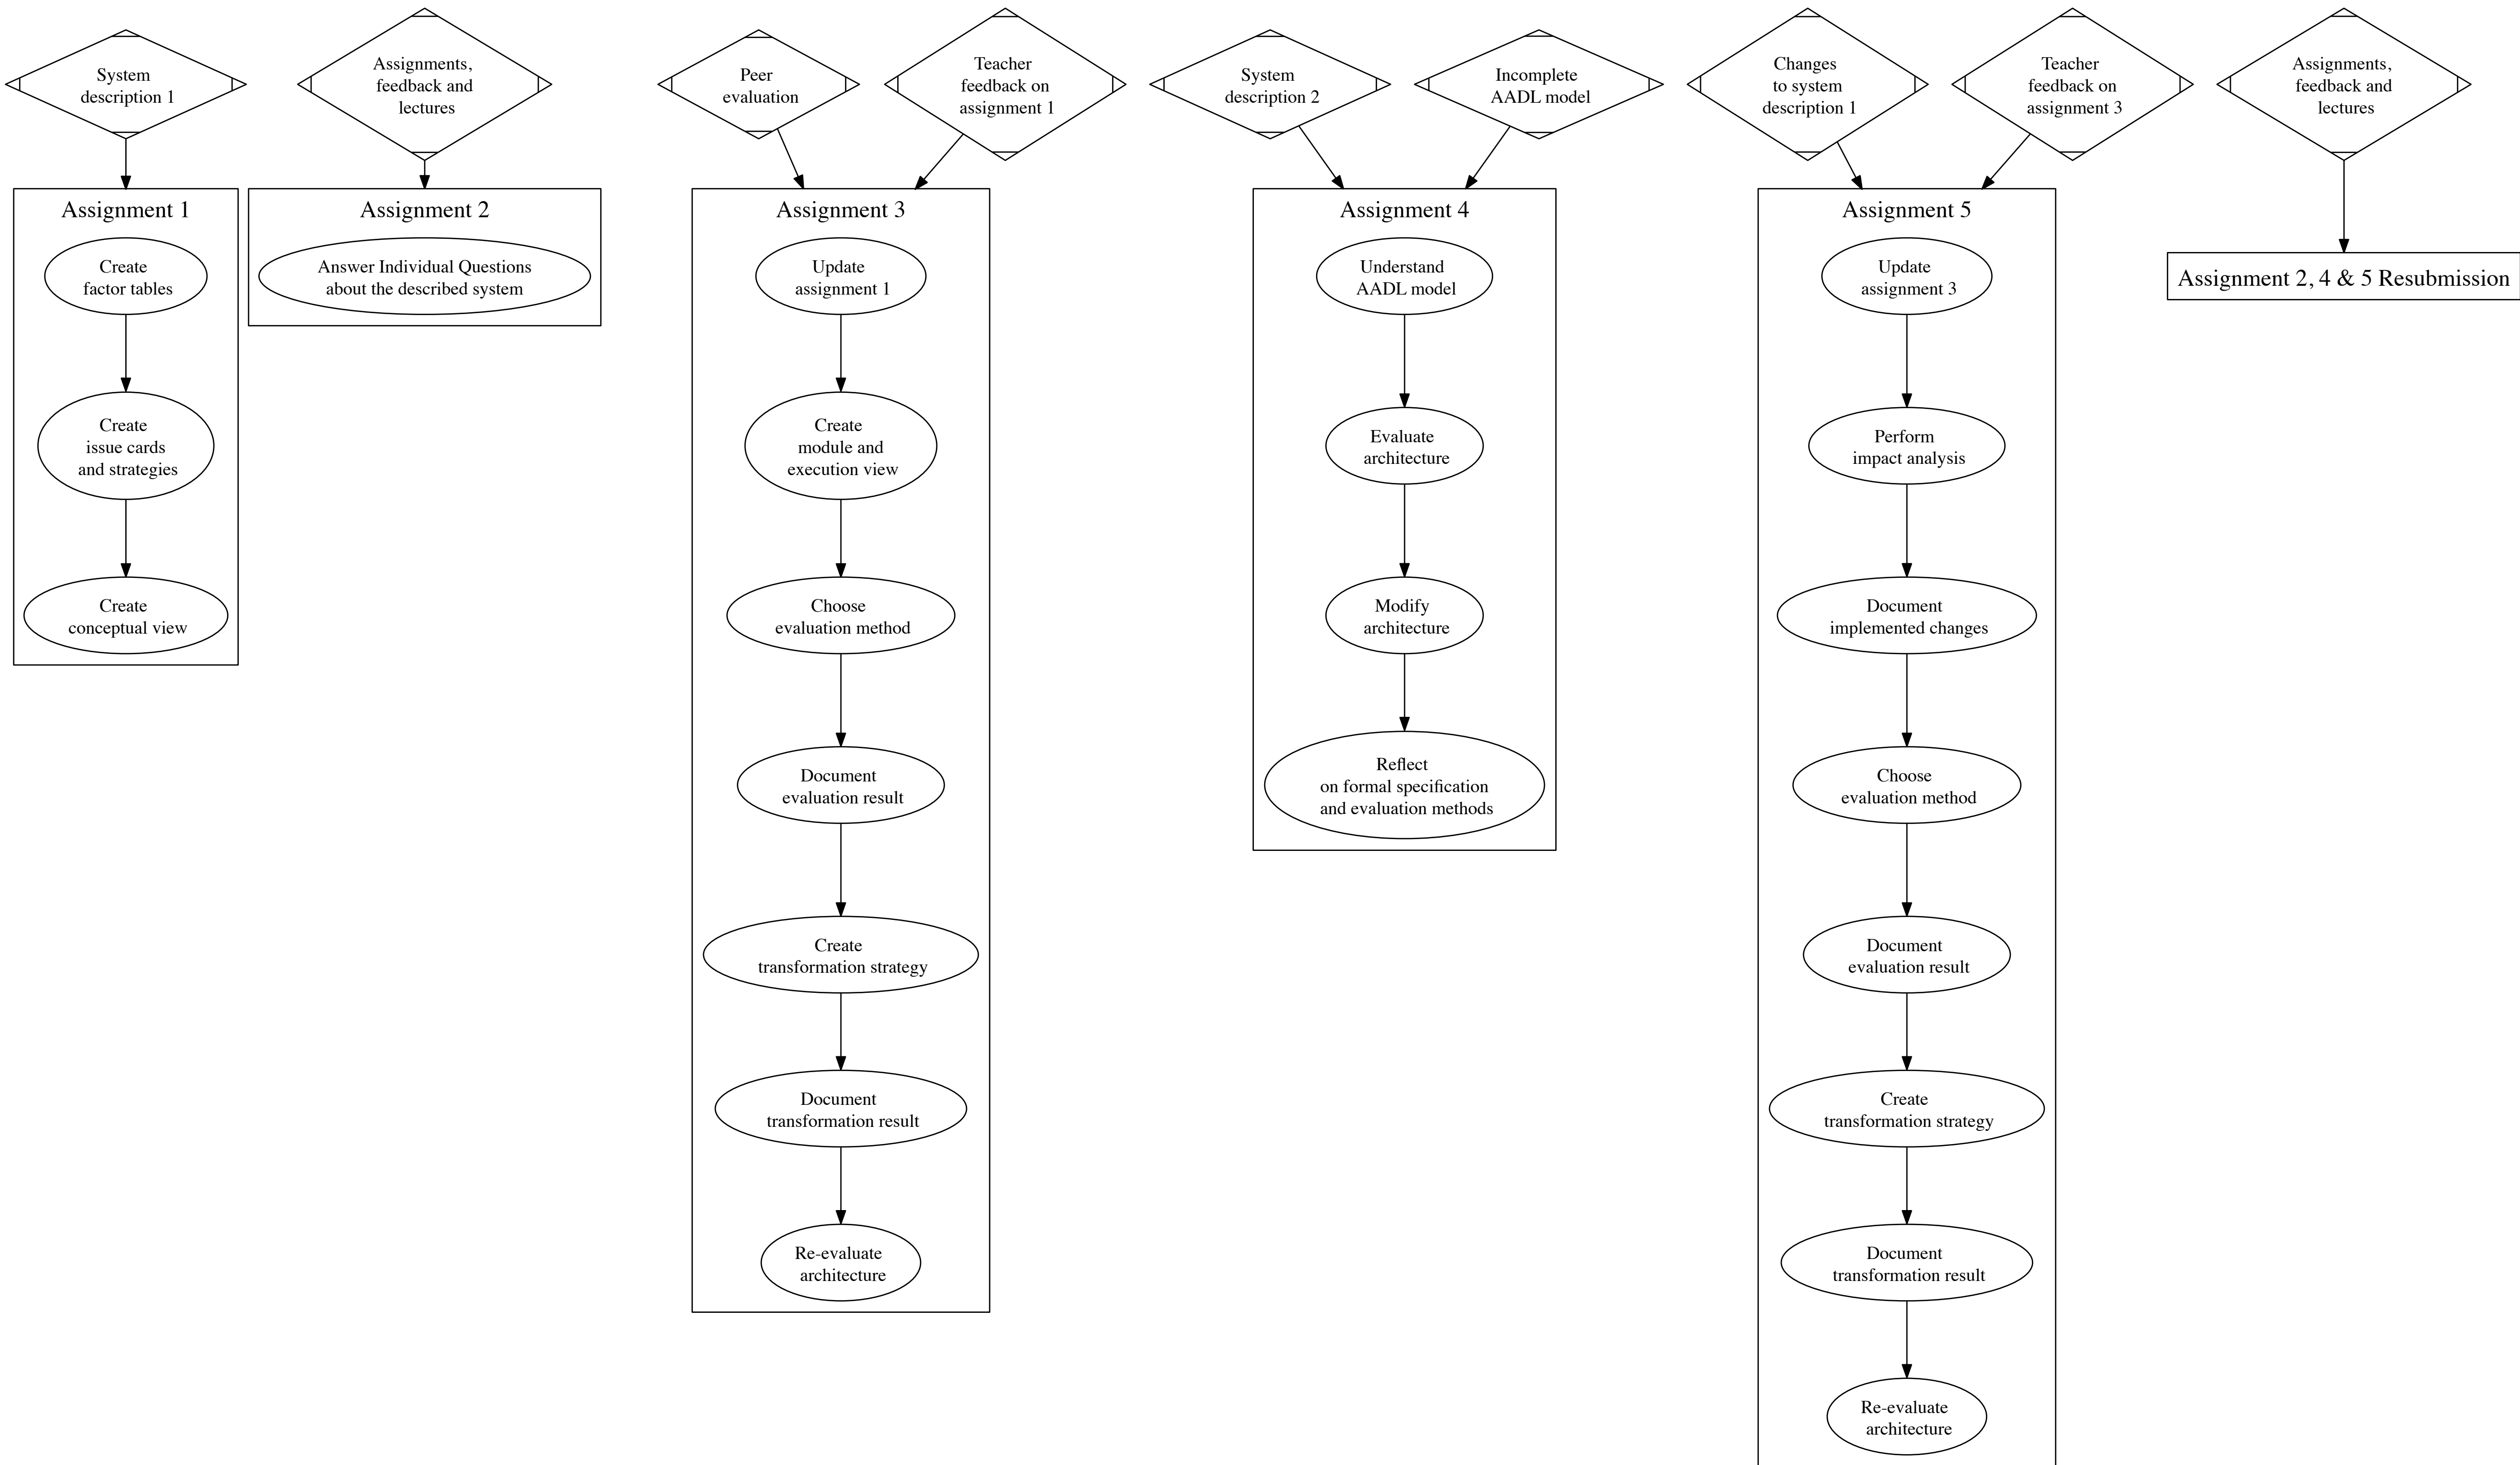 System
description 1
Assignments,
feedback and
lectures
Peer
evaluation
Teacher
feedback on
assignment 1
System
description 2
Incomplete
AADL model
Changes
to system
description 1
Teacher
feedback on
assignment 3
Assignments,
feedback and
lectures
Assignment 1
Create
factor tables
Create
issue cards
and strategies
Create
conceptual view
Assignment 2
Answer Individual Questions
about the described system
Assignment 3
Update
assignment 1
Create
module and
execution view
Choose
evaluation method
Document
evaluation result
Create
transformation strategy
Document
transformation result
Re-evaluate
architecture
Assignment 4
Understand
AADL model
Evaluate
architecture
Modify
architecture
Reflect
on formal specification
and evaluation methods
Assignment 5
Update
assignment 3
Perform
impact analysis
Document
implemented changes
Choose
evaluation method
Document
evaluation result
Create
transformation strategy
Document
transformation result
Re-evaluate
architecture
Assignment 2, 4 & 5 Resubmission